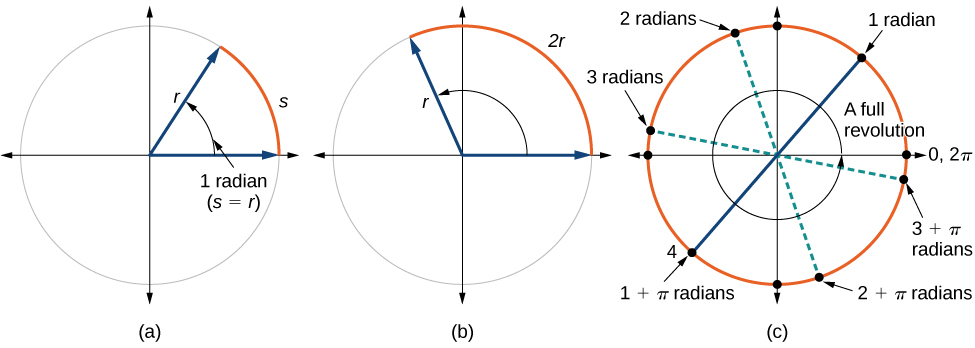 r
s
1 radian
(s = r)
(a)
2r
r
(b)
2 radians
1 radian
3 radians
A full
revolution
0, 2π
3 + π
radians
4
1 + π radians
2 + π radians
(c)